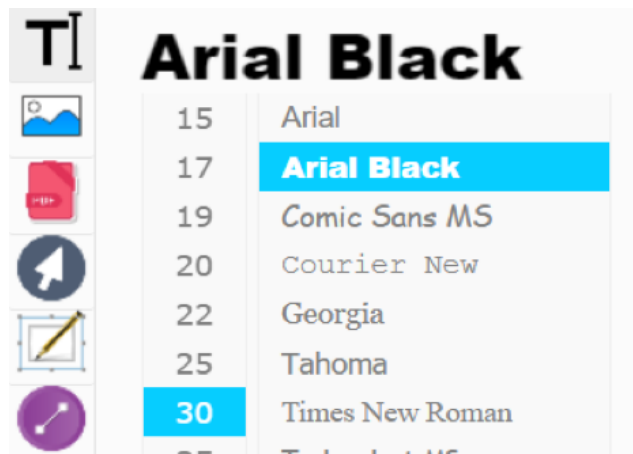 T
Arial Black
15 Arial
17 Arial Black
19 Comic Sans MS
20 Courier New
22 Georgia
25 Tahoma
30 Times New Roman